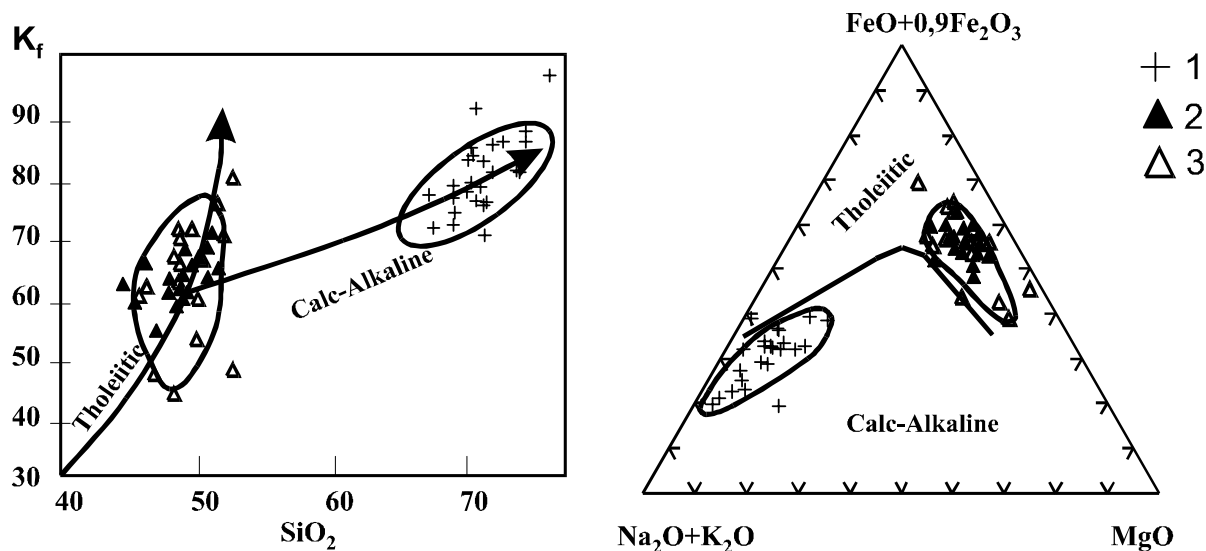 K_f
90
80
70
60
50
40
30
40 50 60 70
SiO₂
Tholeiitic
Calc-Alkaline
FeO+0,9Fe₂O₃
Tholeiitic
Calc-Alkaline
Na₂O+K₂O MgO
1
2
3